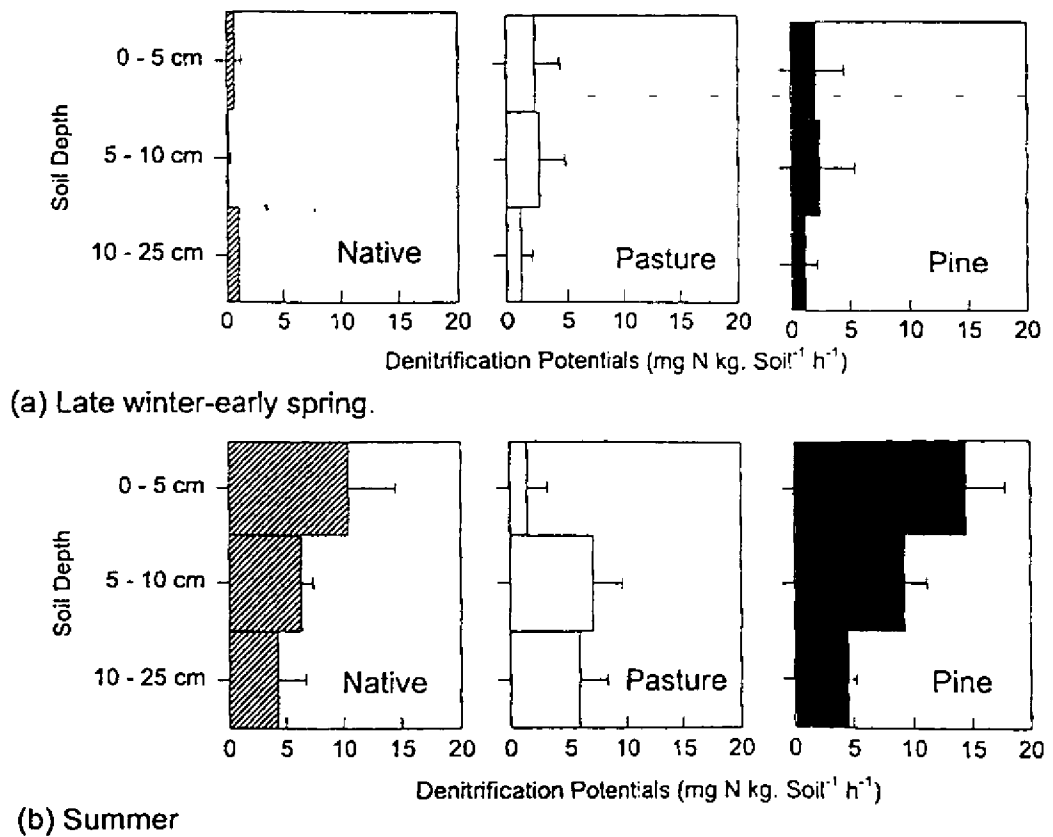 0 - 5 cm
5 - 10 cm
10 - 25 cm
Soil Depth
Native
Pasture
Pine
0 5 10 15 20
0 5 10 15 20
0 5 10 15 20
Denitrification Potentials (mg N kg. Soil⁻¹ h⁻¹)
(a) Late winter-early spring.
0 - 5 cm
5 - 10 cm
10 - 25 cm
Soil Depth
Native
Pasture
Pine
0 5 10 15 20
0 5 10 15 20
0 5 10 15 20
Denitrification Potentials (mg N kg. Soil⁻¹ h⁻¹)
(b) Summer